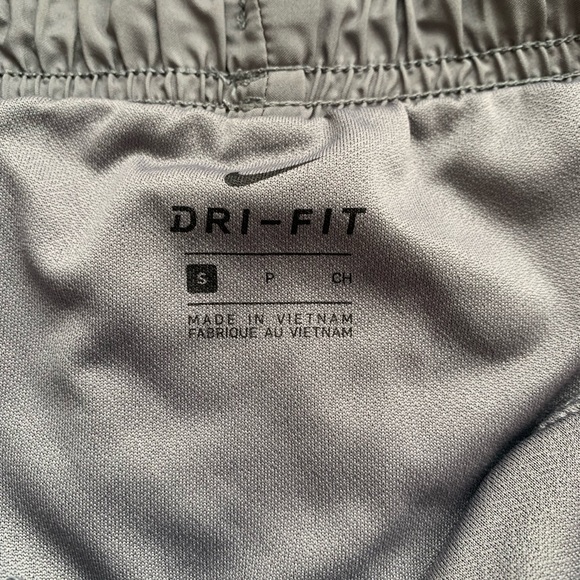 DRI-FIT
S P CH
MADE IN VIETNAM
FABRIQUE AU VIETNAM